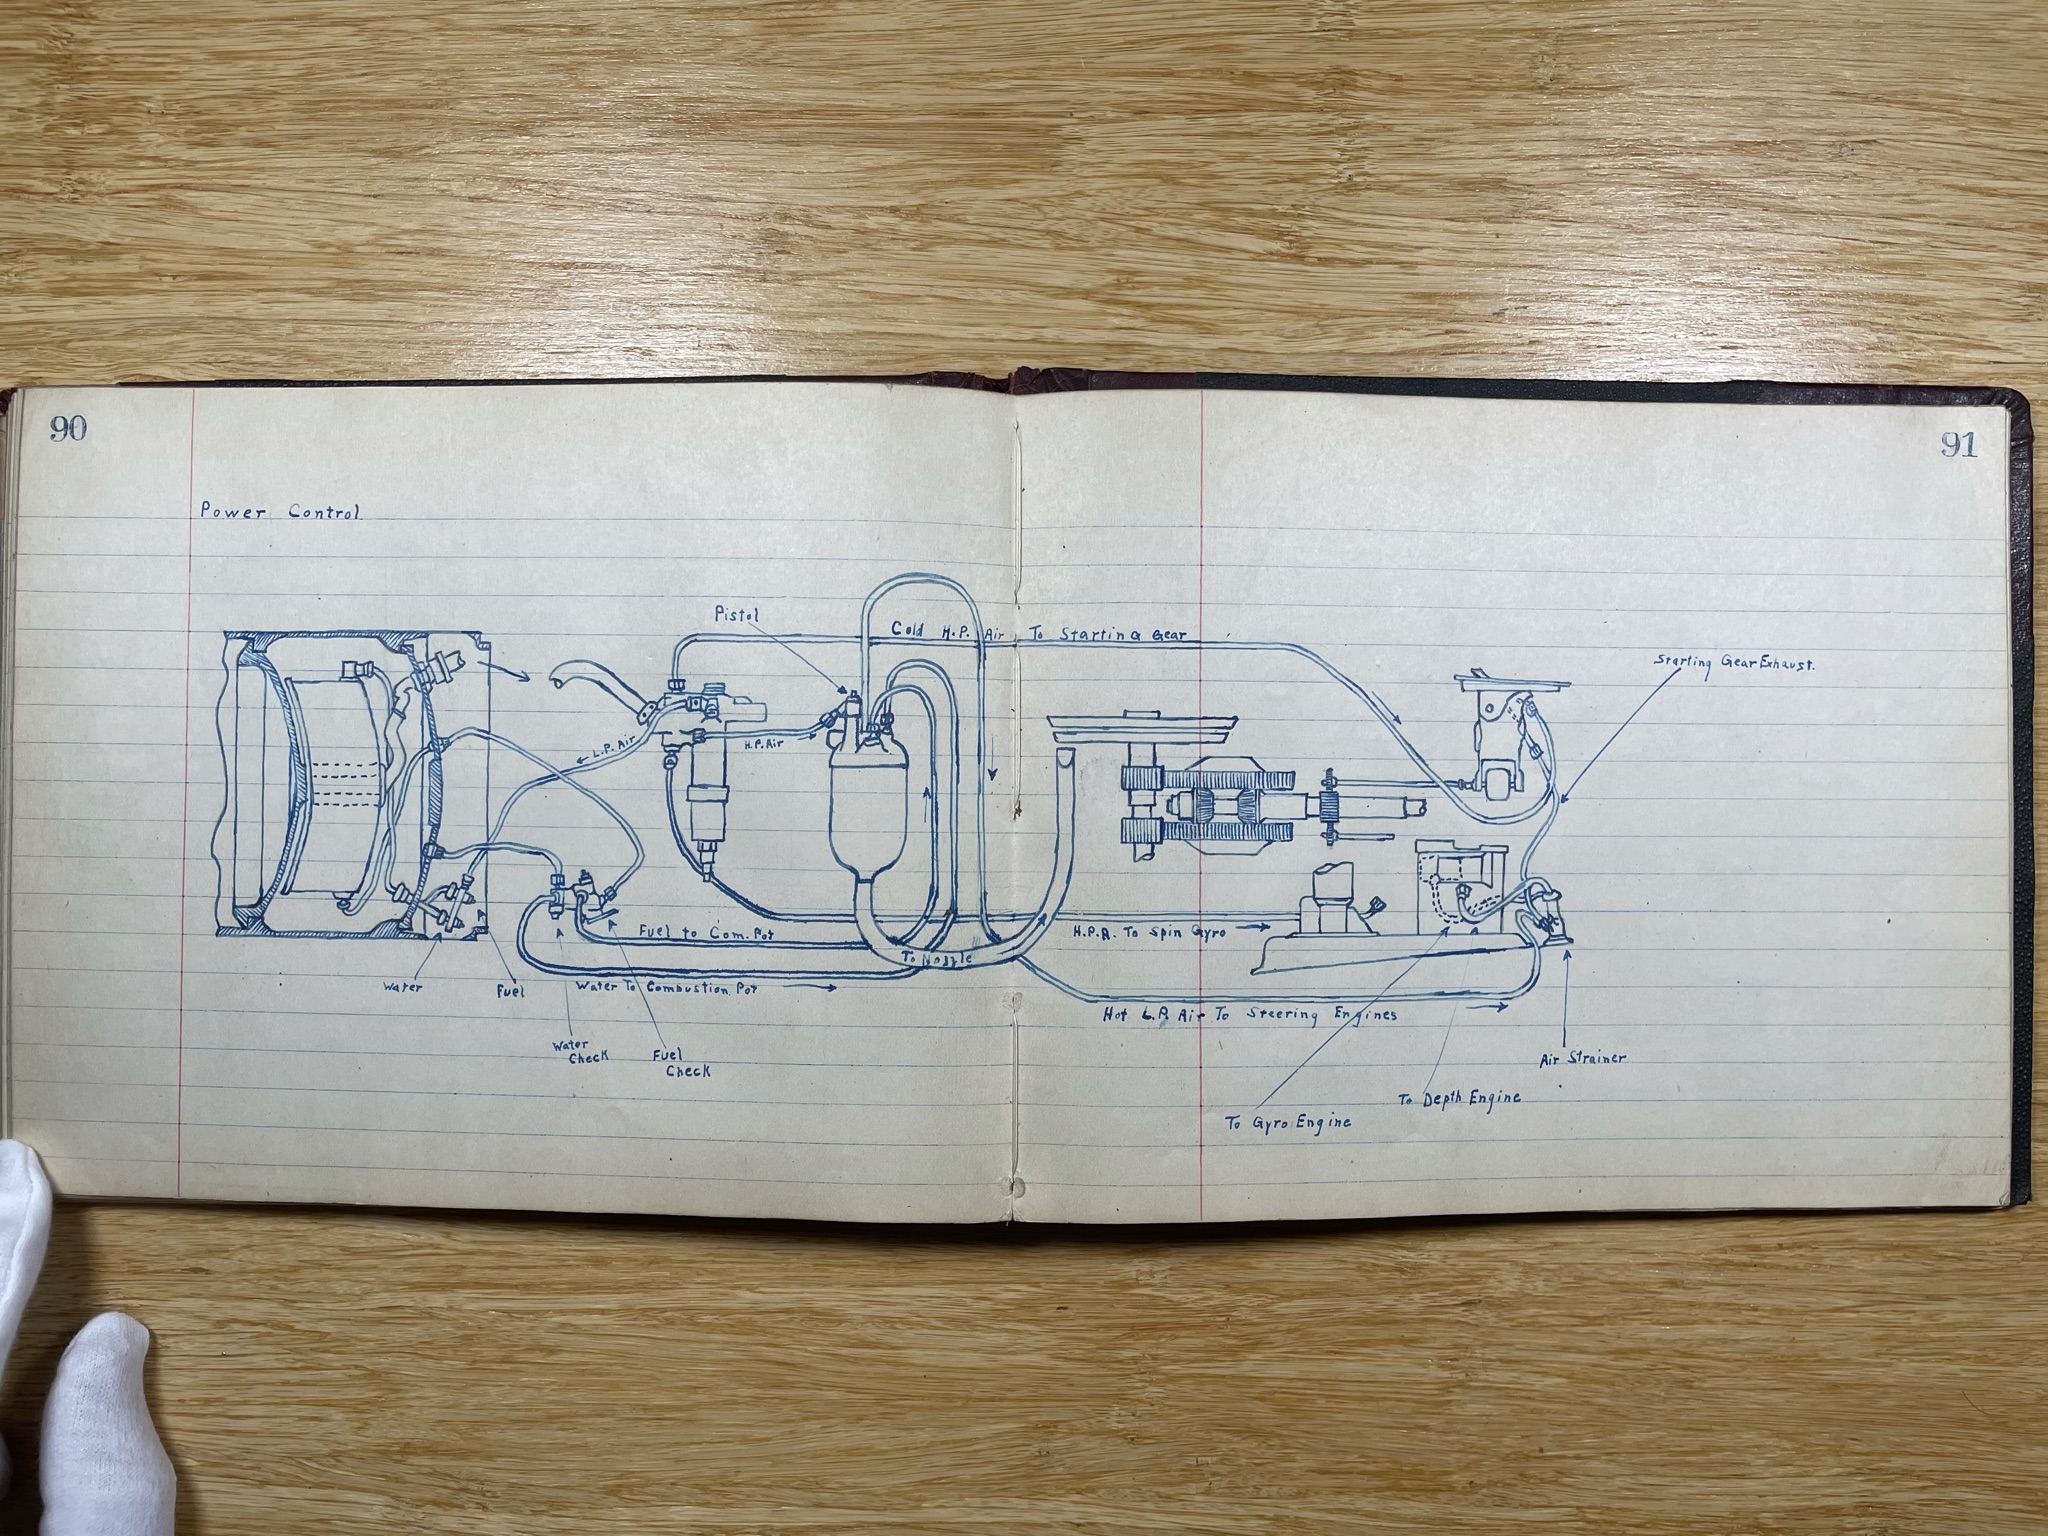 90
91
Power Control
Pistol
Cold H.P. Air To Starting Gear
Starting Gear Exhaust.
L.P. Air
H.P. Air
Fuel to Com. Pot
H.P.A. To Spin Gyro
To Nozzle
Water
Fuel
Water To Combustion Pot
Hot L.P. Air To Steering Engines
Water
Check
Fuel
Check
Air Strainer
To Depth Engine
To Gyro Engine